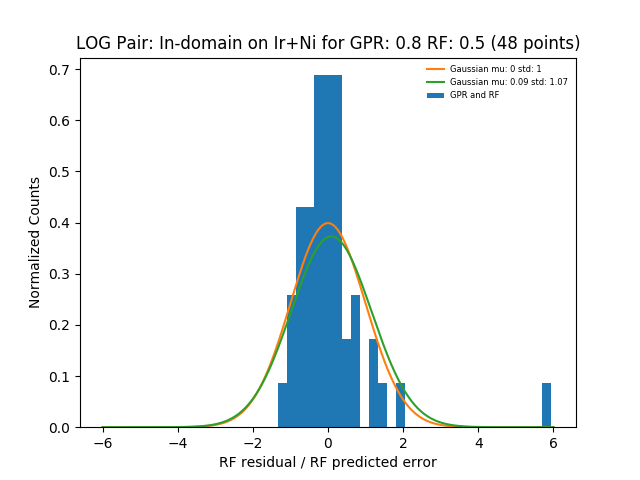 LOG Pair: In-domain on Ir+Ni for GPR: 0.8 RF: 0.5 (48 points)
Gaussian mu: 0 std: 1
Gaussian mu: 0.09 std: 1.07
GPR and RF
Normalized Counts
0.7
0.6
0.5
0.4
0.3
0.2
0.1
0.0
−6 −4 −2 0 2 4 6
RF residual / RF predicted error